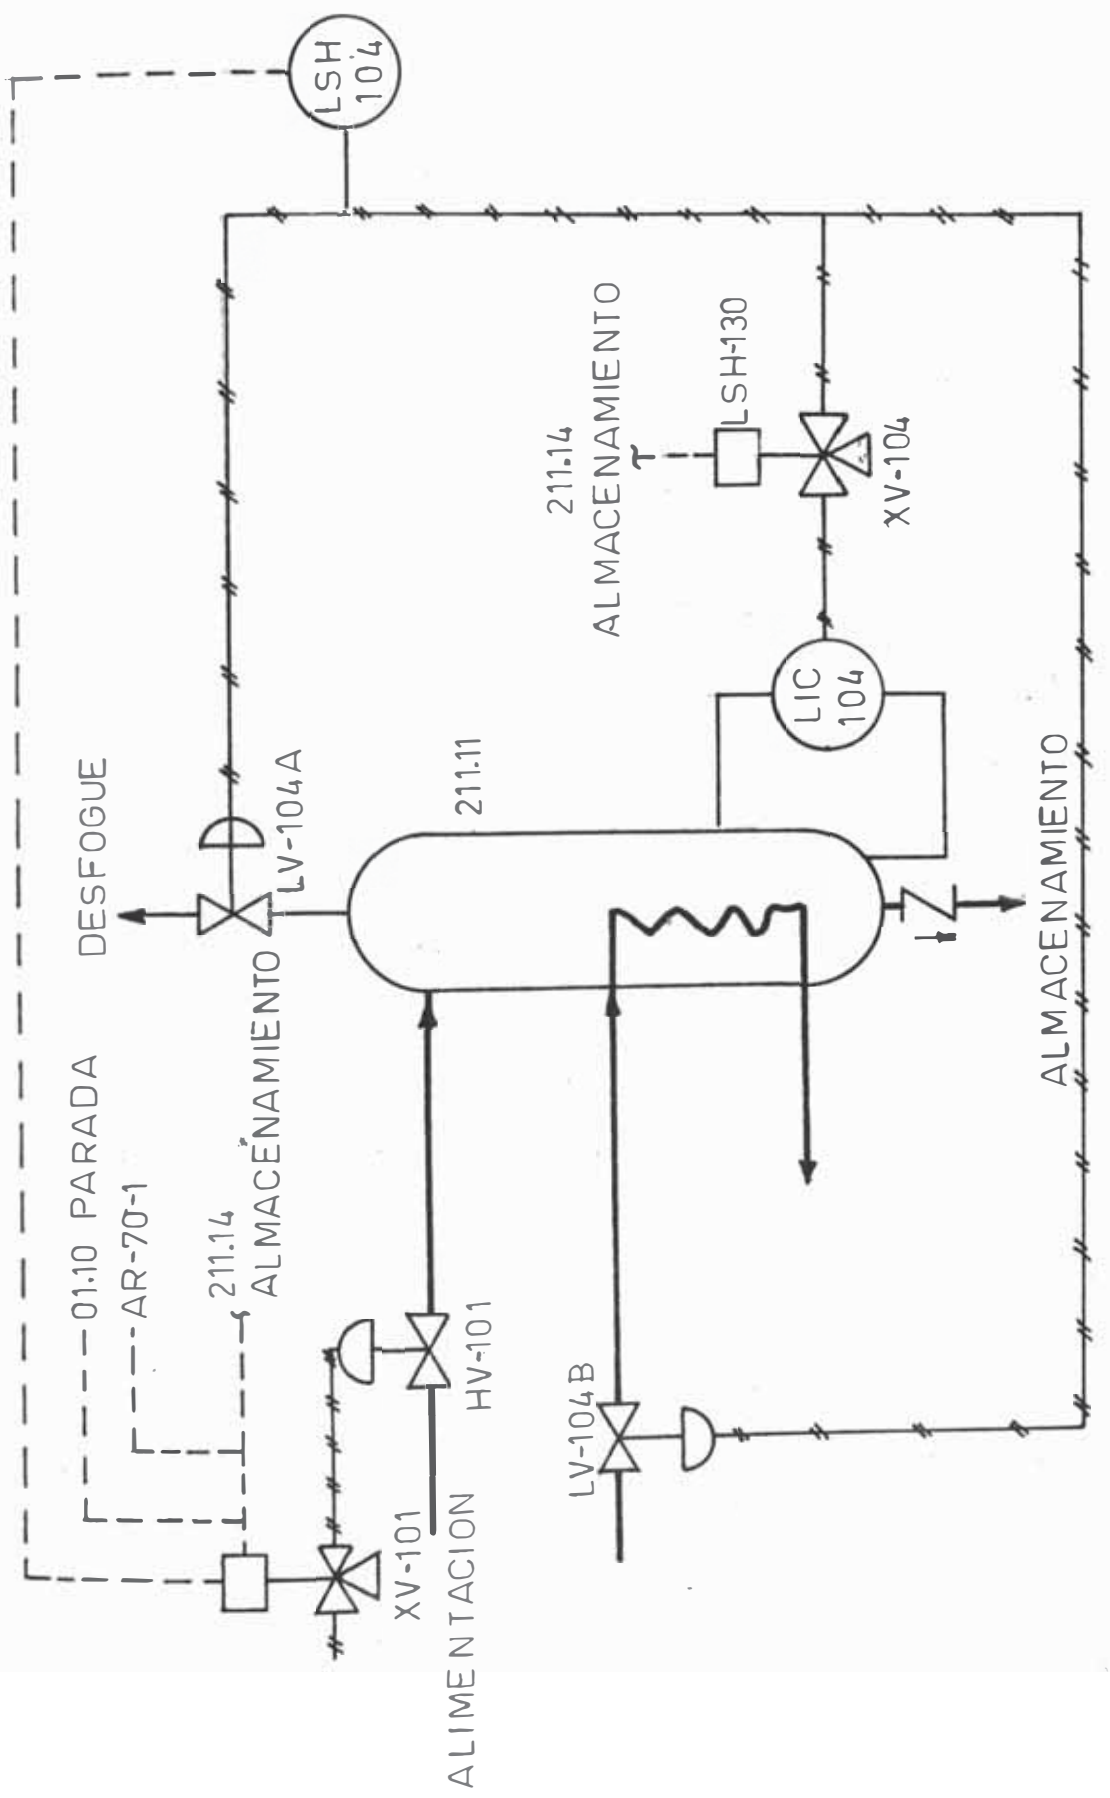 01.10 PARADA
AR-70-1
211.14
ALMACENAMIENTO
DESFOGUE
LV-104A
LSH
104
XV-101
ALIMENTACION
HV-101
211.11
211.14
ALMACENAMIENTO
LSH-130
XV-104
LIC
104
LV-104B
ALMACENAMIENTO